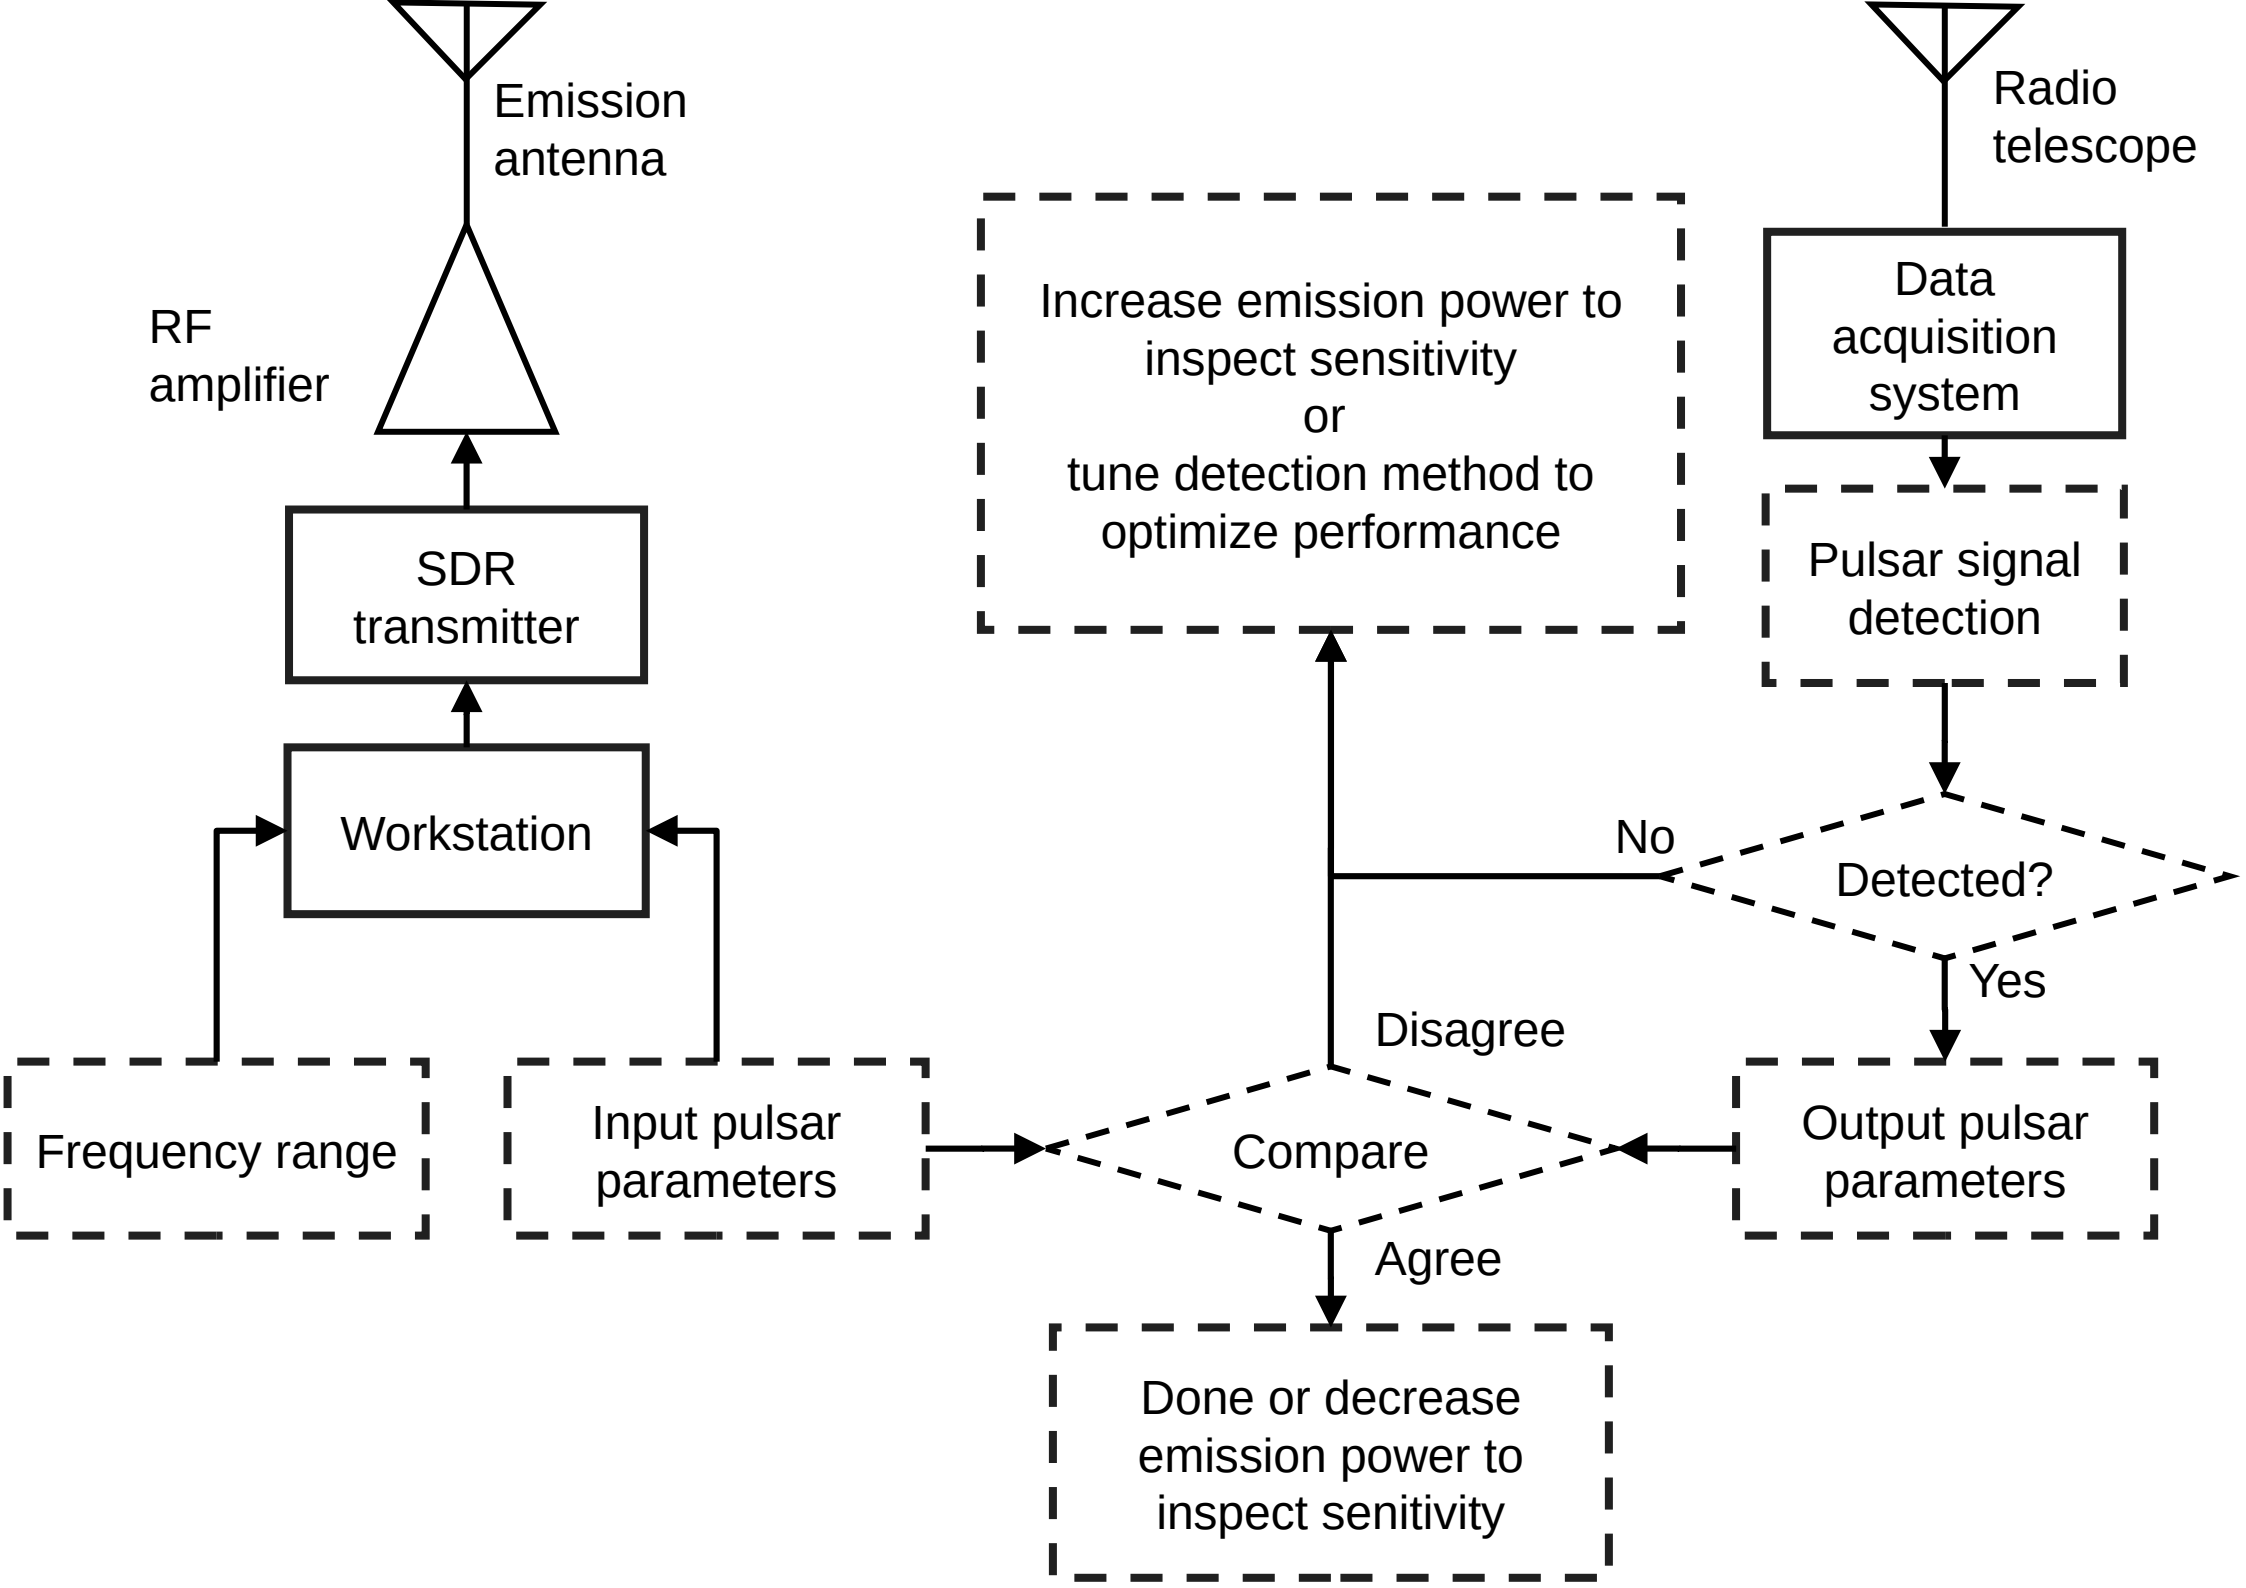 Emission
antenna
RF
amplifier
SDR
transmitter
Workstation
Frequency range
Input pulsar
parameters
Increase emission power to
inspect sensitivity
or
tune detection method to
optimize performance
Disagree
Compare
Agree
Done or decrease
emission power to
inspect senitivity
Radio
telescope
Data
acquisition
system
Pulsar signal
detection
No
Detected?
Yes
Output pulsar
parameters